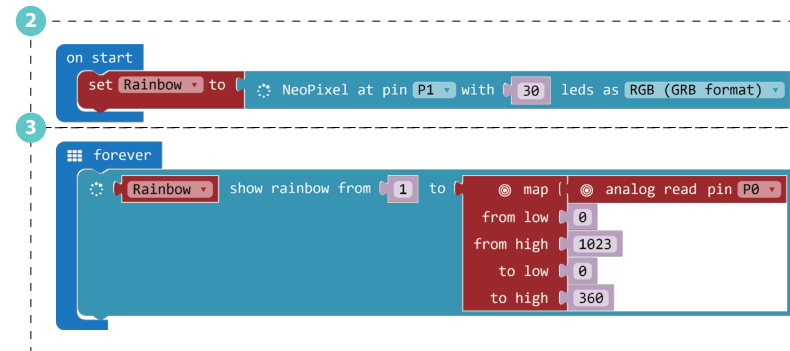 2
on start
set Rainbow to NeoPixel at pin P1 with 30 leds as RGB (GRB format)
3
forever
Rainbow show rainbow from 1 to map analog read pin P0
from low 0
from high 1023
to low 0
to high 360